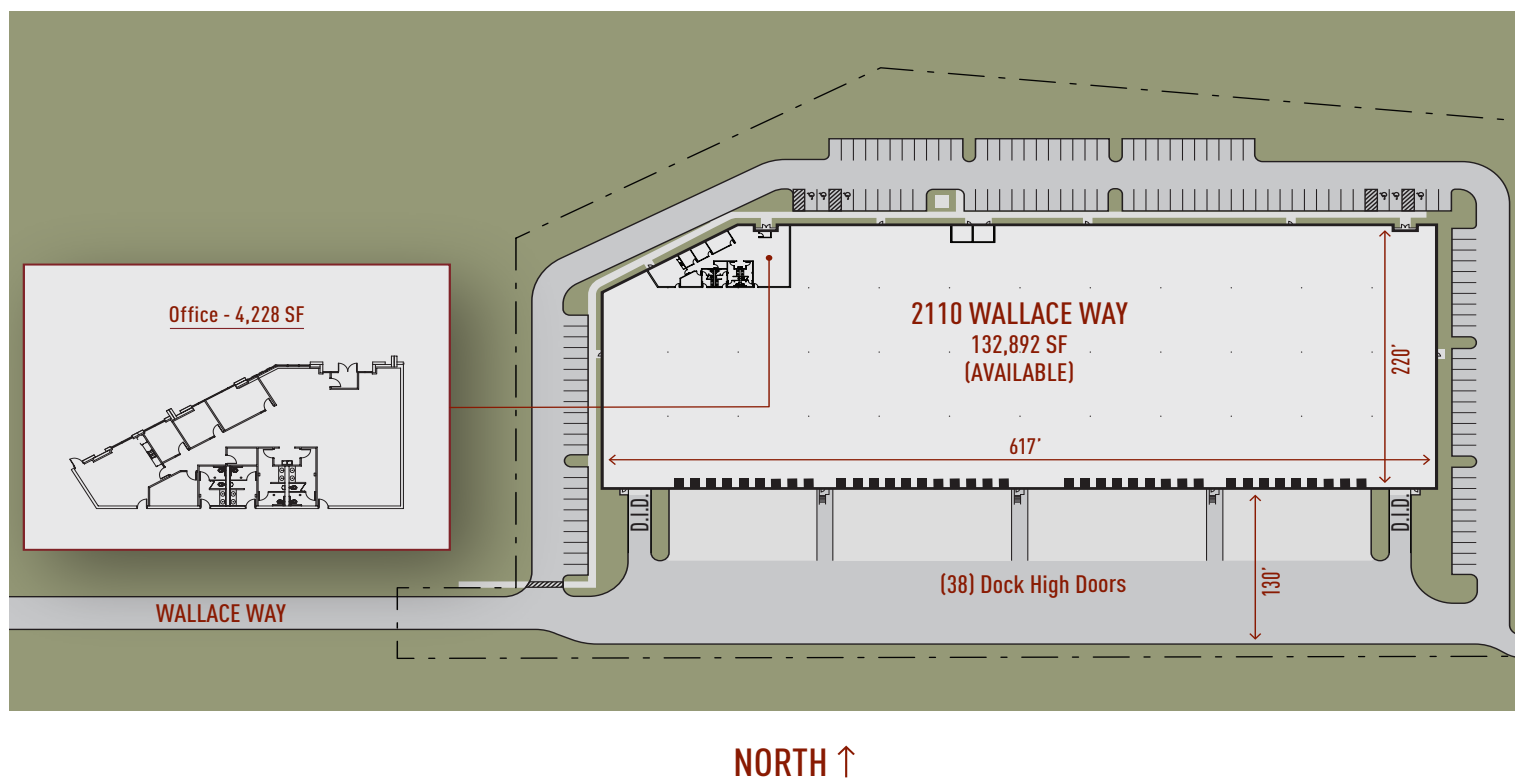 Office - 4,228 SF
2110 WALLACE WAY
132,892 SF
(AVAILABLE)
220'
617'
D.I.D.
D.I.D.
(38) Dock High Doors
130'
WALLACE WAY
NORTH ↑